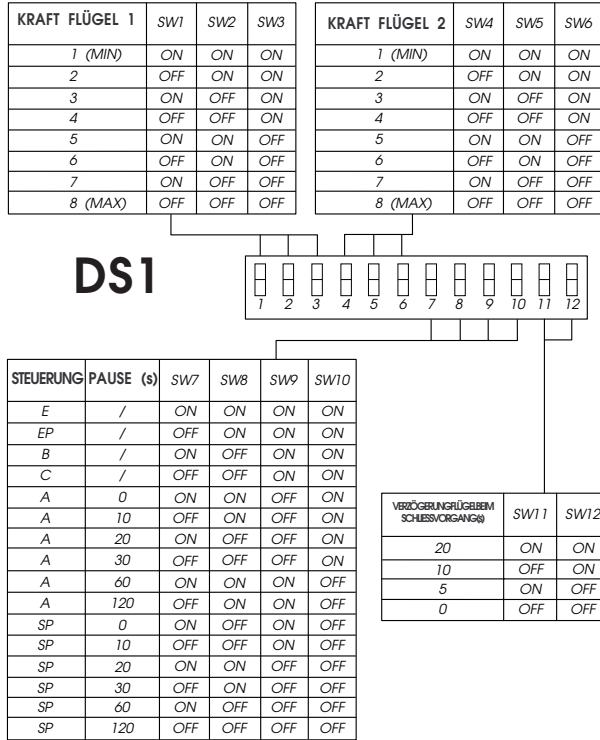 KRAFT FLÜGEL 1 SW1 SW2 SW3
1 (MIN) ON ON ON
2 OFF ON ON
3 ON OFF ON
4 OFF OFF ON
5 ON ON OFF
6 OFF ON OFF
7 ON OFF OFF
8 (MAX) OFF OFF OFF
KRAFT FLÜGEL 2 SW4 SW5 SW6
1 (MIN) ON ON ON
2 OFF ON ON
3 ON OFF ON
4 OFF OFF ON
5 ON ON OFF
6 OFF ON OFF
7 ON OFF OFF
8 (MAX) OFF OFF OFF
DS1
1 2 3 4 5 6 7 8 9 10 11 12
STEUERUNG PAUSE (s) SW7 SW8 SW9 SW10
E / ON ON ON ON
EP / OFF ON ON ON
B / ON OFF ON ON
C / OFF OFF ON ON
A 0 ON ON OFF ON
A 10 OFF ON OFF ON
A 20 ON OFF OFF ON
A 30 OFF OFF OFF ON
A 60 ON ON ON OFF
A 120 OFF ON ON OFF
SP 0 ON OFF ON OFF
SP 10 OFF OFF ON OFF
SP 20 ON ON OFF OFF
SP 30 OFF ON OFF OFF
SP 60 ON OFF OFF OFF
SP 120 OFF OFF OFF OFF
VERZÖGERUNGFLÜGELBEIM
SCHLIESSVORGANG(s) SW11 SW12
20 ON ON
10 OFF ON
5 ON OFF
0 OFF OFF